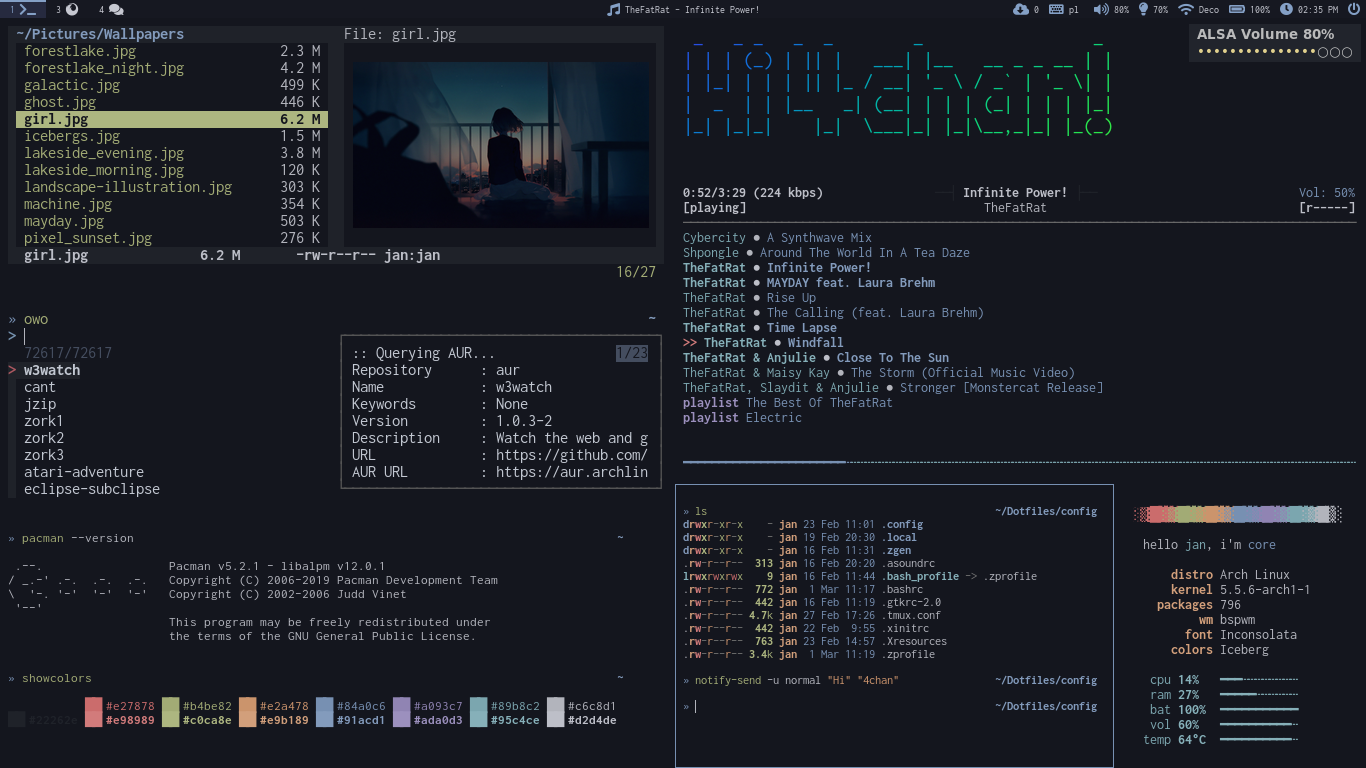 1 3 4 TheFatRat - Infinite Power! 0 pl 80% 70% Deco 100% 02:35 PM
ALSA Volume 80%
~/Pictures/Wallpapers
forestlake.jpg 2.3 M
forestlake_night.jpg 4.2 M
galactic.jpg 499 K
ghost.jpg 446 K
girl.jpg 6.2 M
icebergs.jpg 1.5 M
lakeside_evening.jpg 3.8 M
lakeside_morning.jpg 120 K
landscape-illustration.jpg 303 K
machine.jpg 354 K
mayday.jpg 503 K
pixel_sunset.jpg 276 K
girl.jpg 6.2 M -rw-r--r-- jan:jan
16/27
File: girl.jpg
Hi 4chan!
0:52/3:29 (224 kbps) Infinite Power! Vol: 50%
[playing] TheFatRat [r-----]
Cybercity ● A Synthwave Mix
Shpongle ● Around The World In A Tea Daze
TheFatRat ● Infinite Power!
TheFatRat ● MAYDAY feat. Laura Brehm
TheFatRat ● Rise Up
TheFatRat ● The Calling (feat. Laura Brehm)
TheFatRat ● Time Lapse
>> TheFatRat ● Windfall
TheFatRat & Anjulie ● Close To The Sun
TheFatRat & Maisy Kay ● The Storm (Official Music Video)
TheFatRat, Slaydit & Anjulie ● Stronger [Monstercat Release]
playlist The Best Of TheFatRat
playlist Electric
» owo ~
>
72617/72617
> w3watch
cant
jzip
zork1
zork2
zork3
atari-adventure
eclipse-subclipse
:: Querying AUR... 1/23
Repository : aur
Name : w3watch
Keywords : None
Version : 1.0.3-2
Description : Watch the web and g
URL : https://github.com/
AUR URL : https://aur.archlin
» pacman --version ~
.--. Pacman v5.2.1 - libalpm v12.0.1
/ _.-' .-. .-. .-. Copyright (C) 2006-2019 Pacman Development Team
\ '-. '-' '-' '-' Copyright (C) 2002-2006 Judd Vinet
'--'
This program may be freely redistributed under
the terms of the GNU General Public License.
» showcolors ~
#e27878 #b4be82 #e2a478 #84a0c6 #a093c7 #89b8c2 #c6c8d1
#e98989 #c0ca8e #e9b189 #91acd1 #ada0d3 #95c4ce #d2d4de
» ls ~/Dotfiles/config
drwxr-xr-x - jan 23 Feb 11:01 .config
drwxr-xr-x - jan 19 Feb 20:30 .local
drwxr-xr-x - jan 16 Feb 11:31 .zgen
.rw-r--r-- 313 jan 16 Feb 20:20 .asoundrc
lrwxrwxrwx 9 jan 16 Feb 11:44 .bash_profile -> .zprofile
.rw-r--r-- 772 jan 1 Mar 11:17 .bashrc
.rw-r--r-- 442 jan 16 Feb 11:19 .gtkrc-2.0
.rw-r--r-- 4.7k jan 27 Feb 17:26 .tmux.conf
.rw-r--r-- 442 jan 22 Feb 9:55 .xinitrc
.rw-r--r-- 763 jan 23 Feb 14:57 .Xresources
.rw-r--r-- 3.4k jan 1 Mar 11:19 .zprofile
» notify-send -u normal "Hi" "4chan" ~/Dotfiles/config
» ~/Dotfiles/config
hello jan, i'm core
distro Arch Linux
kernel 5.5.6-arch1-1
packages 796
wm bspwm
font Inconsolata
colors Iceberg
cpu 14%
ram 27%
bat 100%
vol 60%
temp 64°C